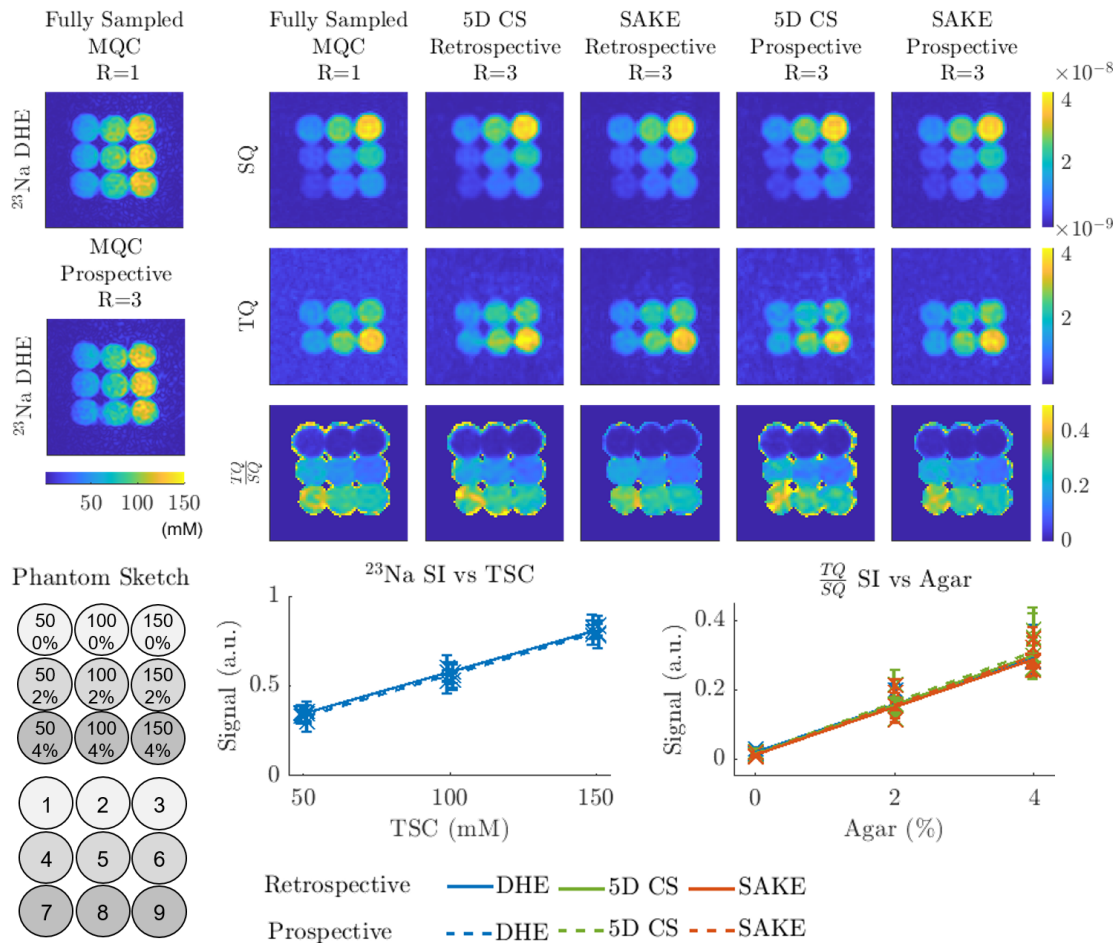 Fully Sampled
MQC
R=1
Fully Sampled
MQC
R=1
5D CS
Retrospective
R=3
SAKE
Retrospective
R=3
5D CS
Prospective
R=3
SAKE
Prospective
R=3
²³Na DHE
SQ
×10⁻⁸
4
2
0
MQC
Prospective
R=3
²³Na DHE
50 100 150
(mM)
TQ
×10⁻⁹
4
2
TQ/SQ
0.4
0.2
0
Phantom Sketch
50 100 150
0% 0% 0%
50 100 150
2% 2% 2%
50 100 150
4% 4% 4%
1 2 3
4 5 6
7 8 9
²³Na SI vs TSC
Signal (a.u.)
1
0.5
0
50 100 150
TSC (mM)
TQ/SQ SI vs Agar
Signal (a.u.)
0.4
0.2
0
0 2 4
Agar (%)
Retrospective DHE 5D CS SAKE
Prospective DHE 5D CS SAKE